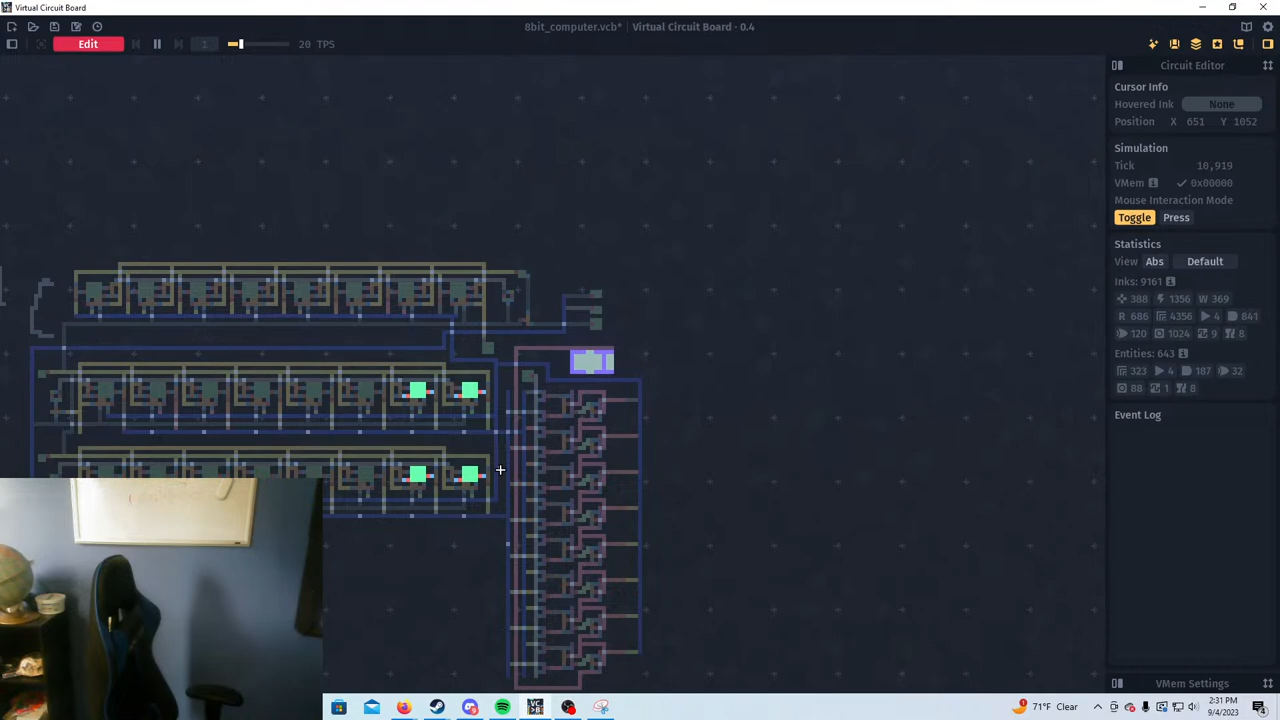 Virtual Circuit Board
8bit_computer.vcb* | Virtual Circuit Board - 0.4
Edit
1
20 TPS
Circuit Editor
Cursor Info
Hovered Ink None
Position X 651 Y 1052
Simulation
Tick 10,919
VMem 0x00000
Mouse Interaction Mode
Toggle Press
Statistics
View Abs Default
Inks: 9161
388 1356 W 369
R 686 4356 4 841
120 1024 9 8
Entities: 643
323 4 187 32
88 1 8
Event Log
VMem Settings
71°F Clear
2:31 PM
9/4/2023